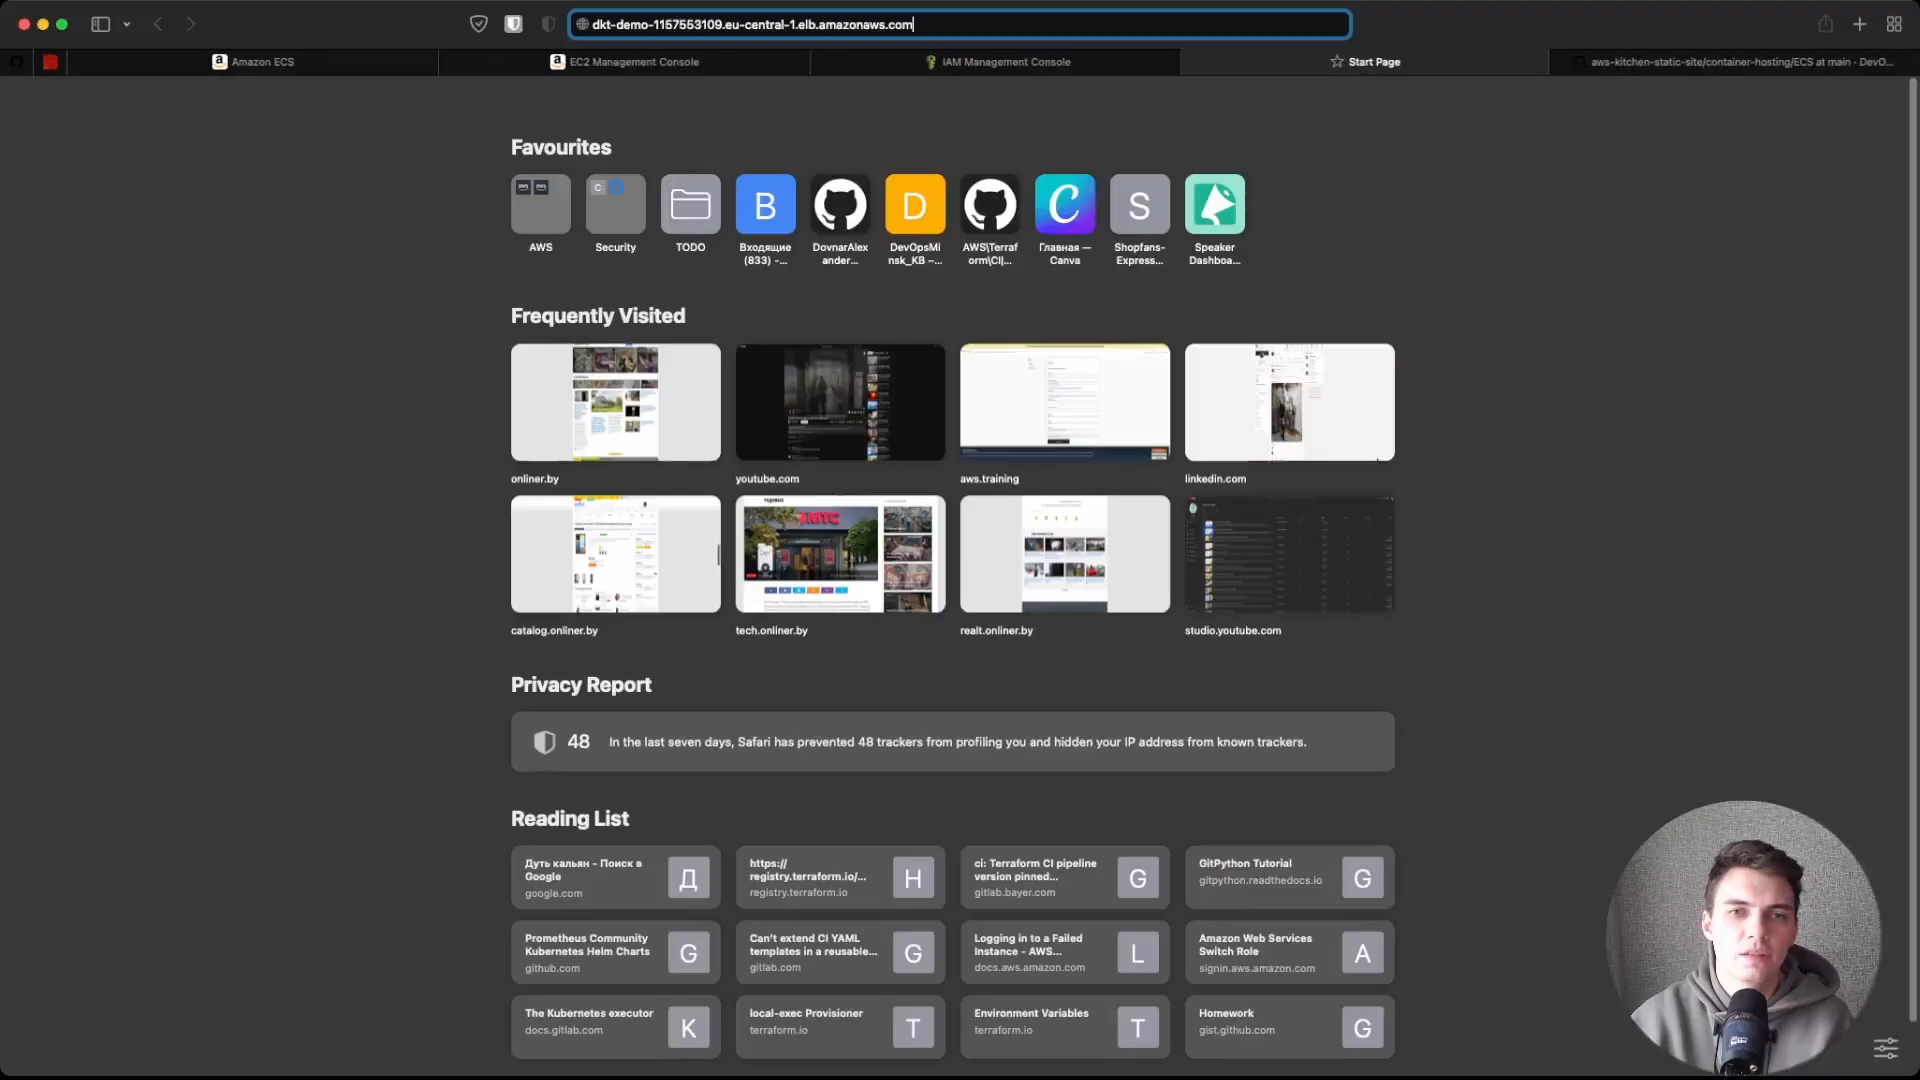 dkt-demo-1157553109.eu-central-1.elb.amazonaws.com
Amazon ECS
EC2 Management Console
IAM Management Console
Start Page
aws-kitchen-static-site/container-hosting/ECS at main · DevO...
Favourites
C
B
D
C
S
AWS
Security
TODO
Входящие
(833) -...
DovnarAlex
ander...
DevOpsMi
nsk_KB –...
AWS\Terraf
orm\CI|...
Главная —
Canva
Shopfans-
Express...
Speaker
Dashboa...
Frequently Visited
onliner.by
youtube.com
aws.training
linkedin.com
catalog.onliner.by
tech.onliner.by
realt.onliner.by
studio.youtube.com
Privacy Report
48 In the last seven days, Safari has prevented 48 trackers from profiling you and hidden your IP address from known trackers.
Reading List
Дуть кальян - Поиск в
Google
google.com
Д
https://
registry.terraform.io/...
registry.terraform.io
H
ci: Terraform CI pipeline
version pinned...
gitlab.bayer.com
G
GitPython Tutorial
gitpython.readthedocs.io
G
Prometheus Community
Kubernetes Helm Charts
github.com
G
Can't extend CI YAML
templates in a reusable...
gitlab.com
G
Logging in to a Failed
Instance - AWS...
docs.aws.amazon.com
L
Amazon Web Services
Switch Role
signin.aws.amazon.com
A
The Kubernetes executor
docs.gitlab.com
K
local-exec Provisioner
terraform.io
T
Environment Variables
terraform.io
T
Homework
gist.github.com
G